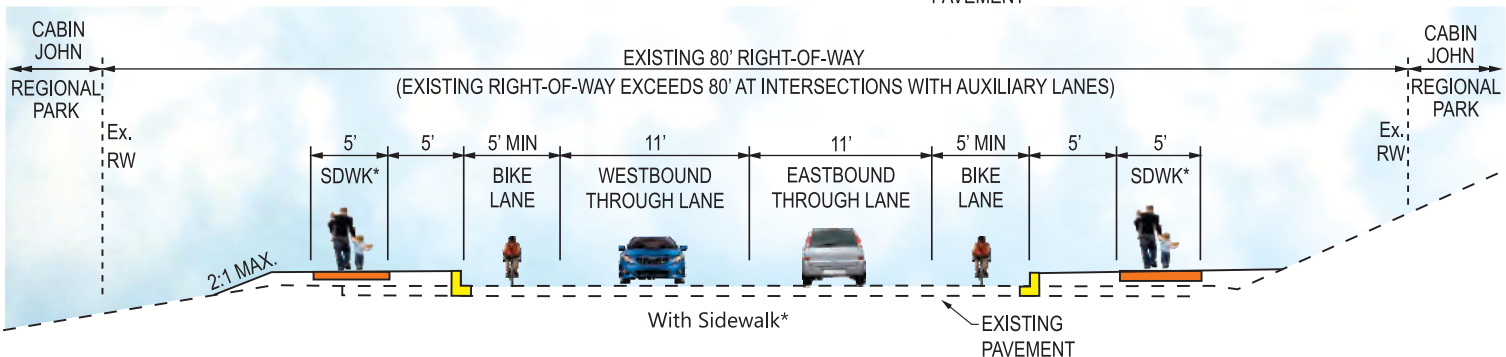 PAVEMENT
CABIN
JOHN
REGIONAL
PARK
EXISTING 80' RIGHT-OF-WAY
(EXISTING RIGHT-OF-WAY EXCEEDS 80' AT INTERSECTIONS WITH AUXILIARY LANES)
CABIN
JOHN
REGIONAL
PARK
Ex.
RW
5'
SDWK*
5'
5' MIN
BIKE
LANE
11'
WESTBOUND
THROUGH LANE
11'
EASTBOUND
THROUGH LANE
5' MIN
BIKE
LANE
5'
5'
SDWK*
Ex.
RW
2:1 MAX.
With Sidewalk*
EXISTING
PAVEMENT